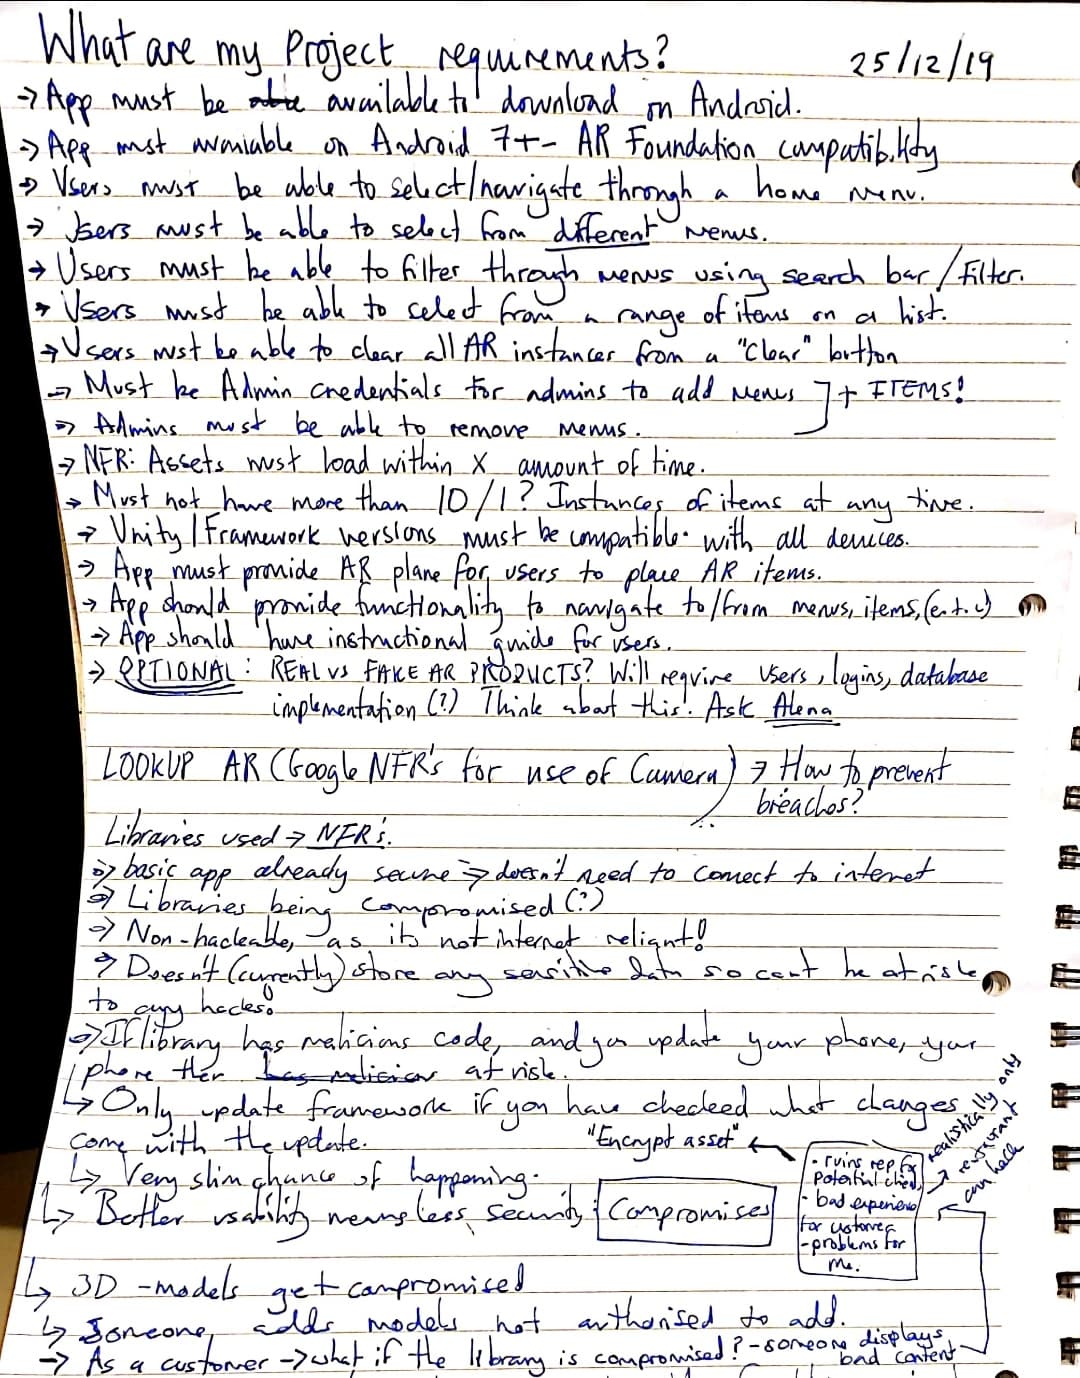 What are my Project requirements? 25/12/19
→ App must be able available to download on Android.
→ App must avaniable on Android 7+ - AR Foundation compatibility
→ Users must be able to select/navigate through a home menu.
→ Users must be able to select from different menus.
→ Users must be able to filter through menus using search bar/Filter.
→ Users must be able to select from a range of items on a list.
→ Users must be able to clear all AR instances from a "Clear" button
→ Must be Admin credentials for admins to add menus ] + ITEMS!
→ Admins must be able to remove menus.
→ NFR: Assets must load within X amount of time.
→ Must not have more than 10/1? Instances of items at any time.
→ Unity/Framework versions must be compatible. with all devices.
→ App must provide AR plane for users to place AR items.
→ App should provide functionality to navigate to/from menus, items, (e.t.c)
→ App should have instructional guide for users.
→ OPTIONAL: REAL vs FAKE AR PRODUCTS? Will require users, logins, database
implementation (?) Think about this! Ask Alena
LOOKUP AR (Google NFR's for use of Camera) → How to prevent
breaches?
Libraries used → NFR's.
→ basic app already secure → doesn't need to connect to internet
→ Libraries being compromised (?)
→ Non-hackable, as its not internet reliant!
→ Doesn't (currently) store any sensitive data so cant be at risk
to any hacks!
→ If library has malicious code, and you update your phone, your
phone then has malicious at risk.
↳ Only update framework if you have checked what changes
come with the update.
"Encrypt asset" ←
↳ Very slim chance of happening.
↳ Better usability means less security: Compromises
- ruins rep for
potential client
- bad experience
for customer
- problems for
me.
→ realistically only
restaurant
can hack
↳ 3D-models get compromised
↳ Someone adds models not authorised to add.
→ As a customer → what if the library is compromised? - someone displays
bad content